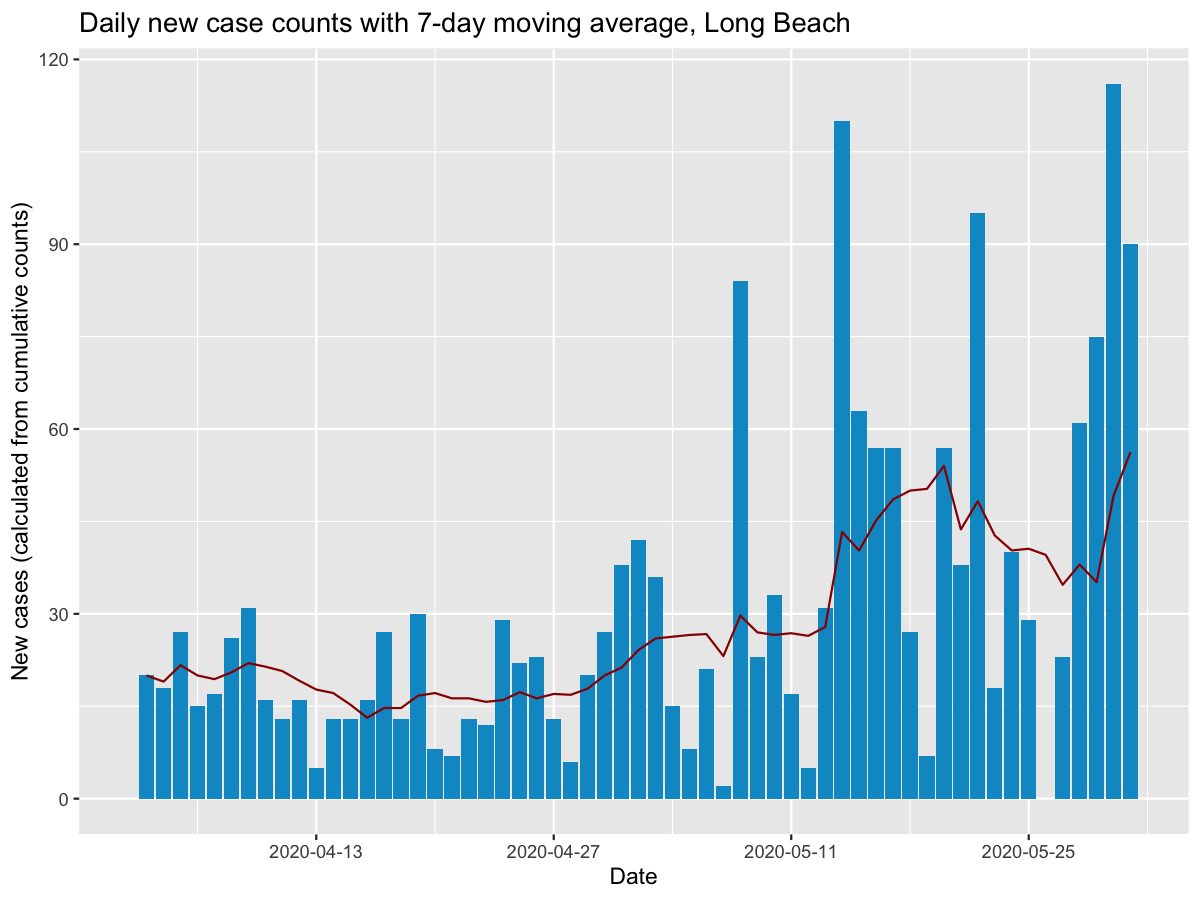 Daily new case counts with 7-day moving average, Long Beach
New cases (calculated from cumulative counts)
120
90
60
30
0
2020-04-13 2020-04-27 2020-05-11 2020-05-25
Date